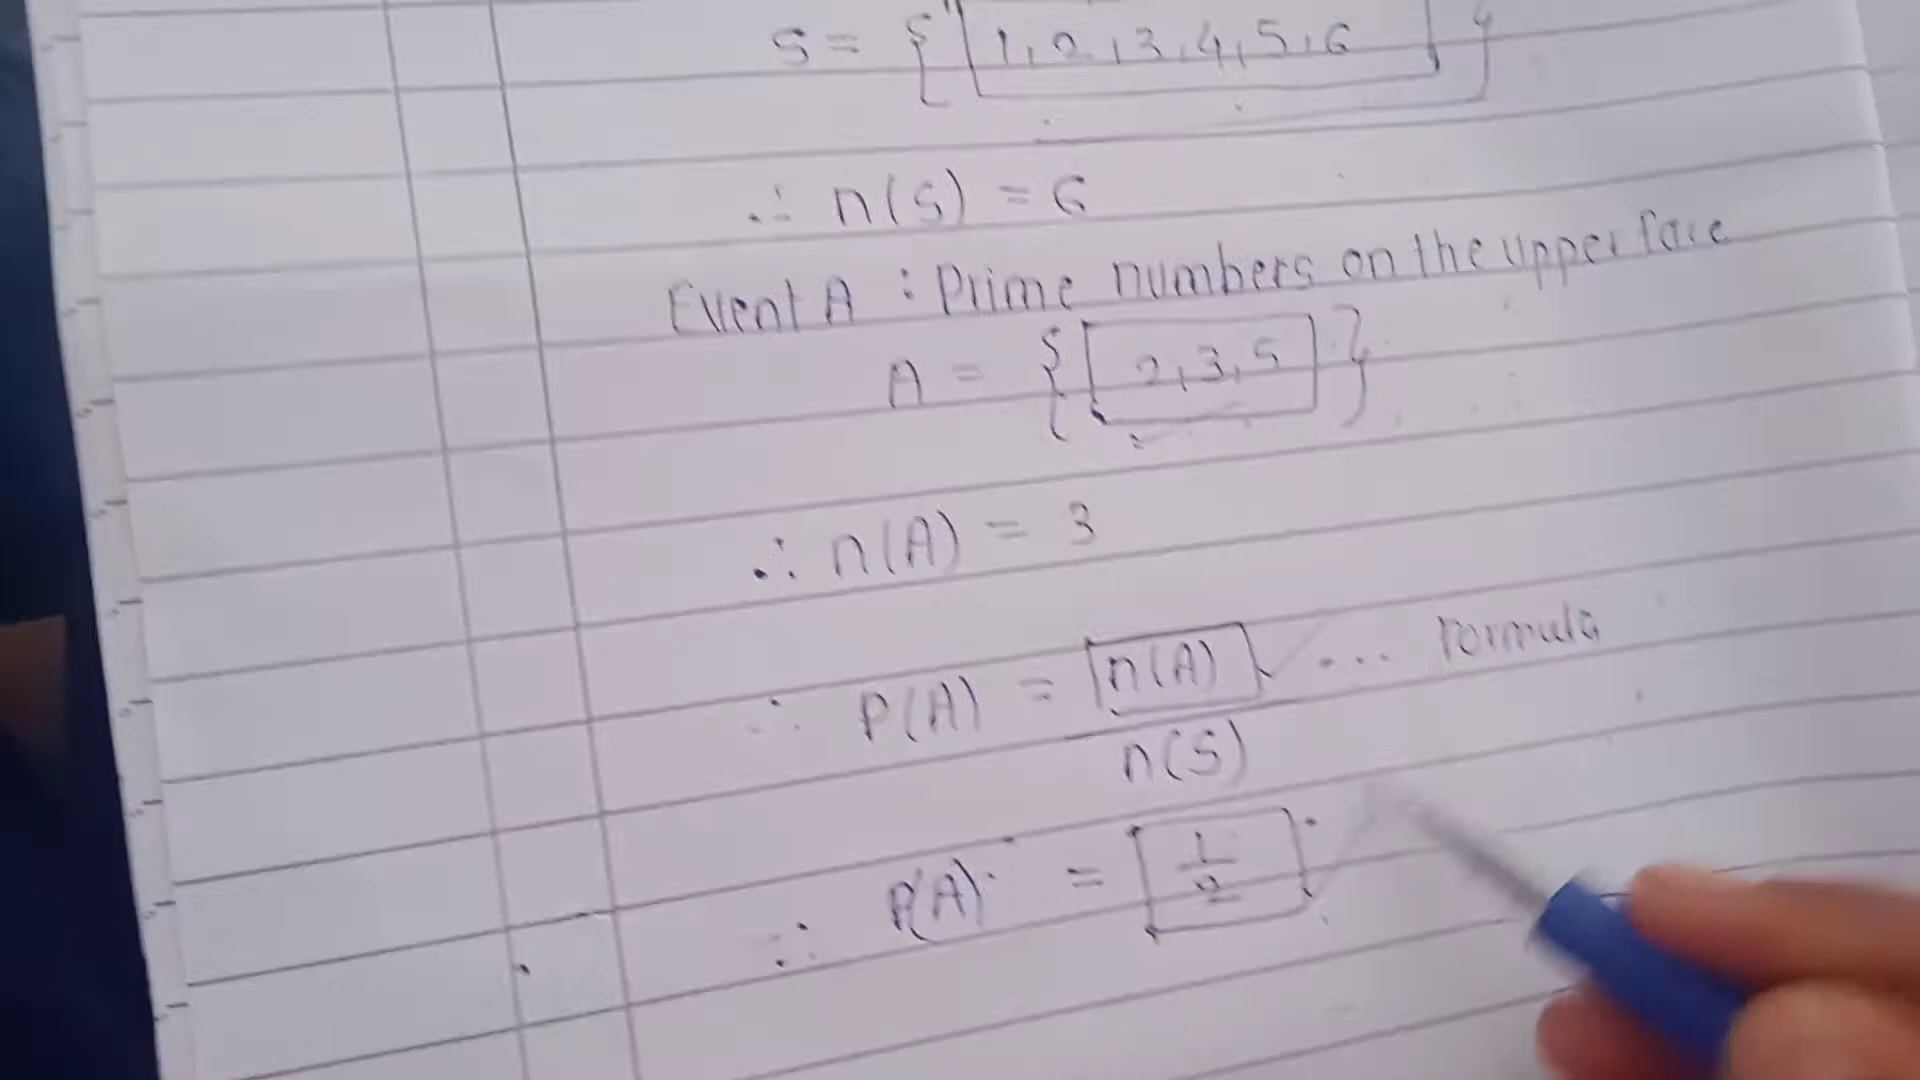 S = { 1, 2, 3, 4, 5, 6 }
∴ n(S) = 6
Event A : Prime numbers on the upper face
A = { 2, 3, 5 }
∴ n(A) = 3
∴ P(A) = n(A) ... Formula
n(S)
∴ P(A) = 1/2